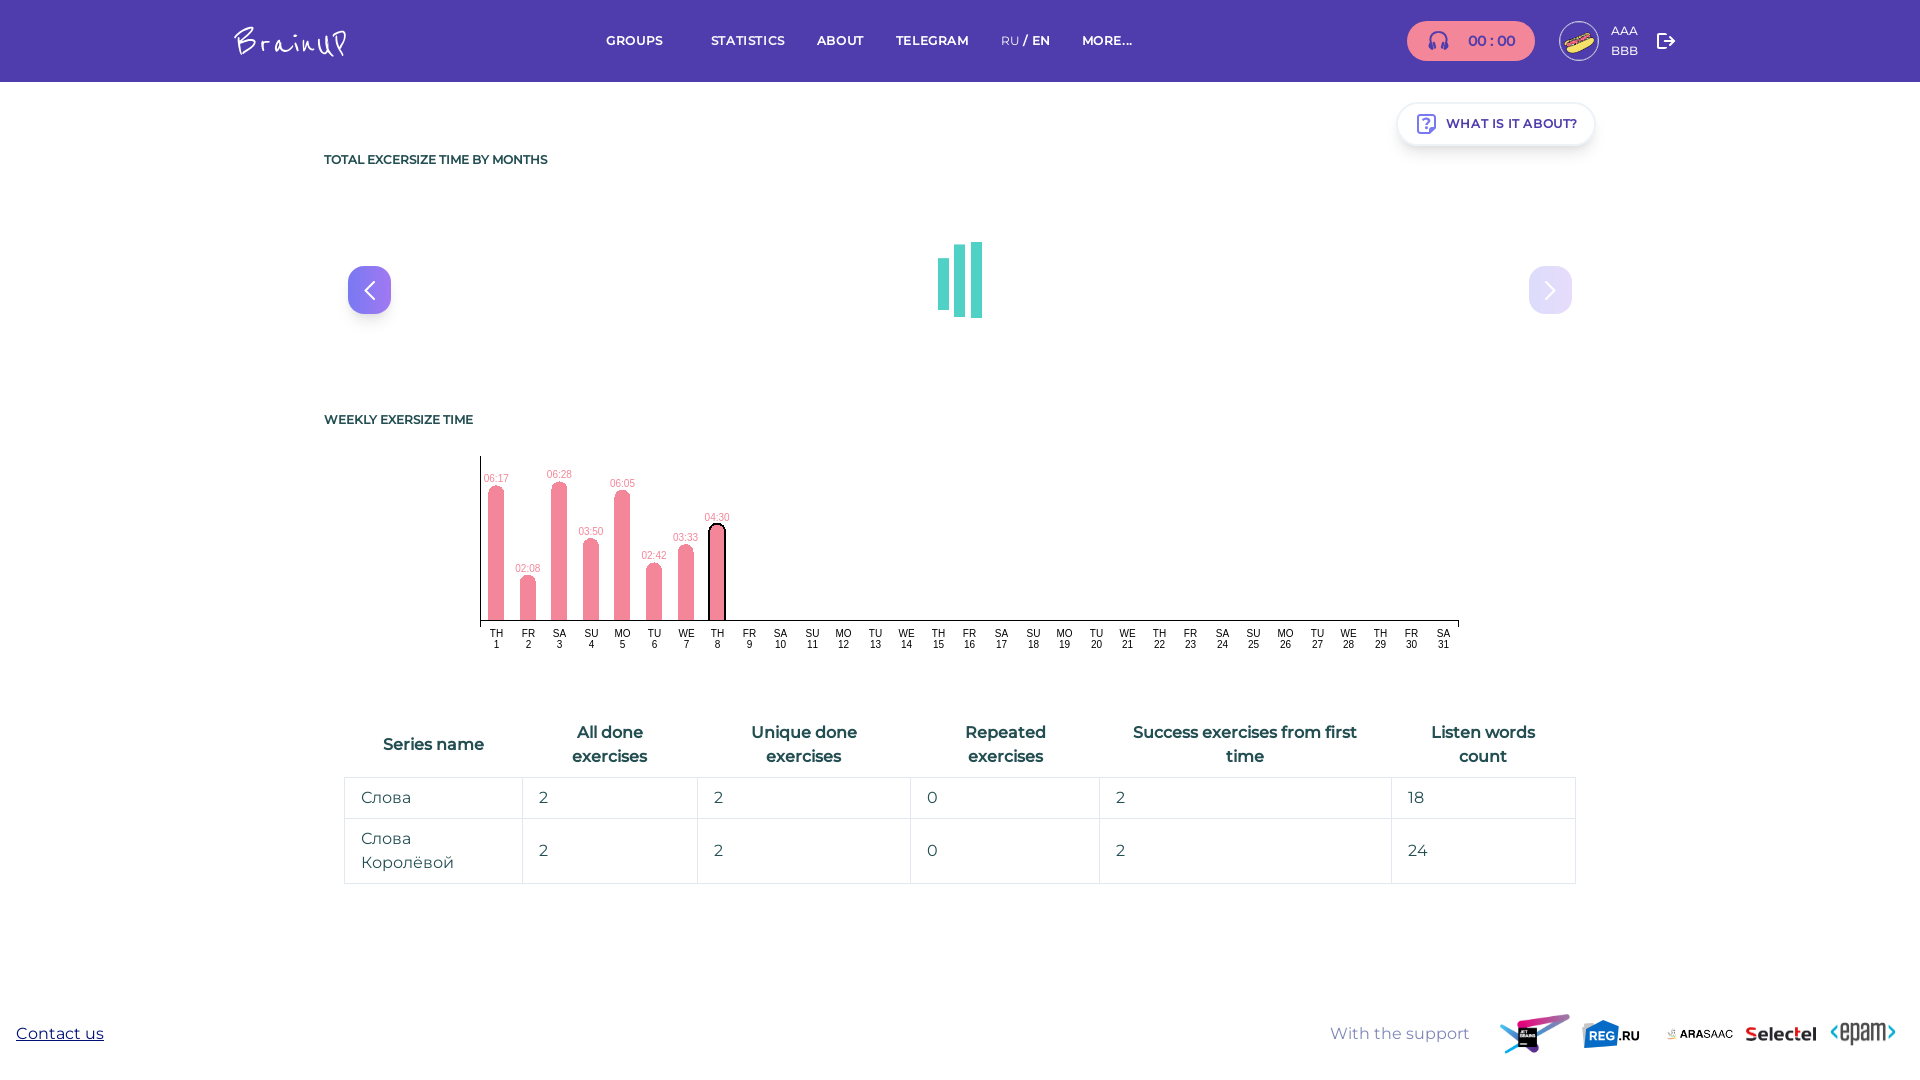 BrainUP
GROUPS STATISTICS ABOUT TELEGRAM RU / EN MORE...
00 : 00
AAA
BBB
WHAT IS IT ABOUT?
TOTAL EXCERSIZE TIME BY MONTHS
WEEKLY EXERSIZE TIME
06:17 02:08 06:28 03:50 06:05 02:42 03:33 04:30
TH FR SA SU MO TU WE TH FR SA SU MO TU WE TH FR SA SU MO TU WE TH FR SA SU MO TU WE TH FR SA
1 2 3 4 5 6 7 8 9 10 11 12 13 14 15 16 17 18 19 20 21 22 23 24 25 26 27 28 29 30 31
Series name
All done
exercises
Unique done
exercises
Repeated
exercises
Success exercises from first
time
Listen words
count
Слова 2 2 0 2 18
Слова
Королёвой
2 2 0 2 24
Contact us
With the support
JET
BRAINS
REG.RU
ARASAAC
Selectel
<epam>